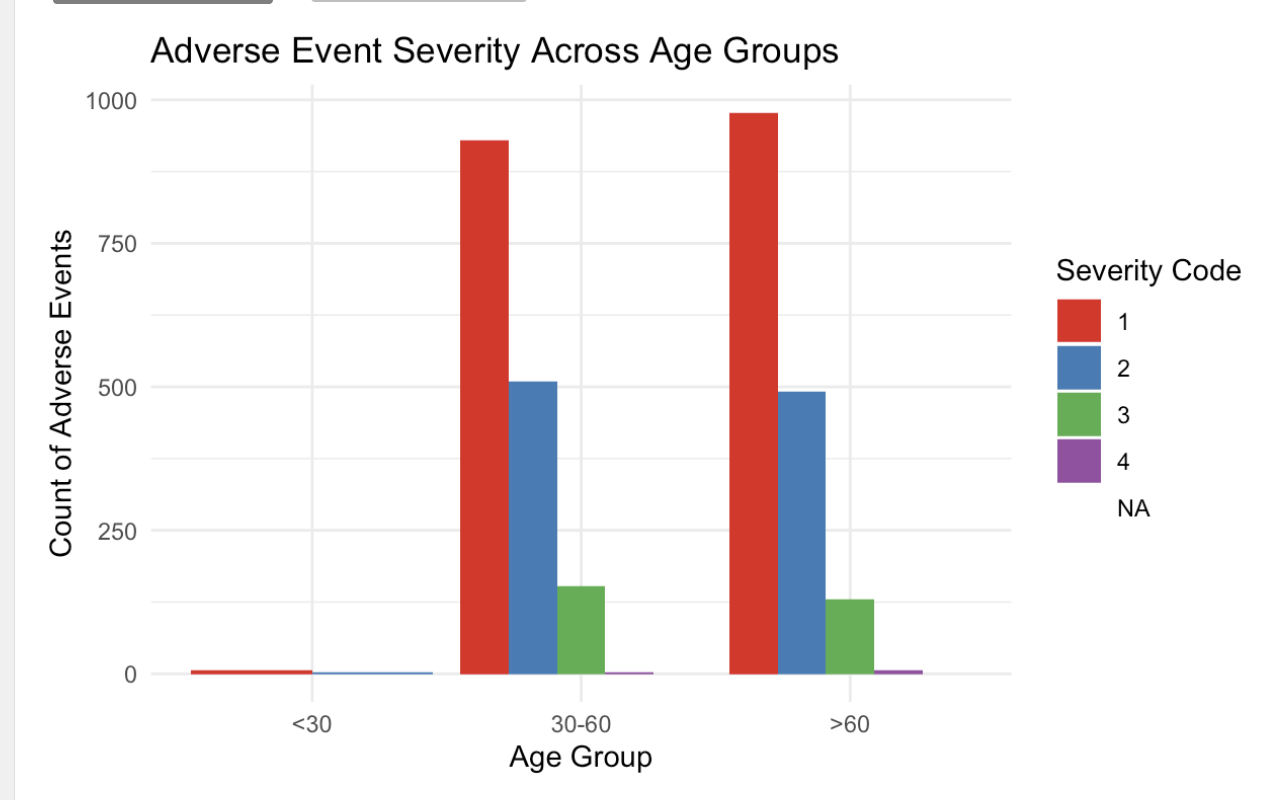 Adverse Event Severity Across Age Groups
1000
750
500
250
0
Count of Adverse Events
<30
30-60
>60
Age Group
Severity Code
1
2
3
4
NA